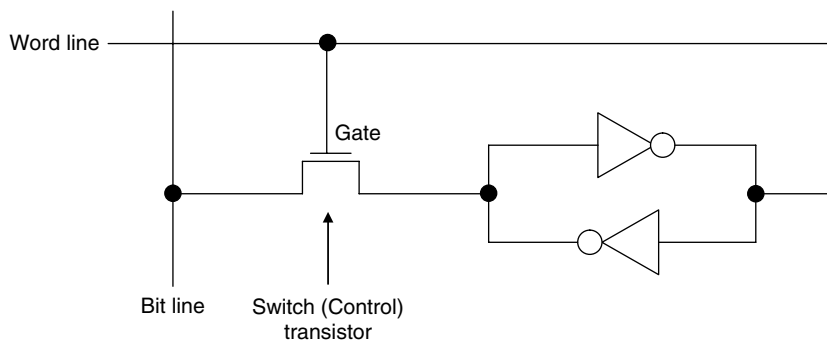 Word line
Gate
Bit line
Switch (Control)
transistor